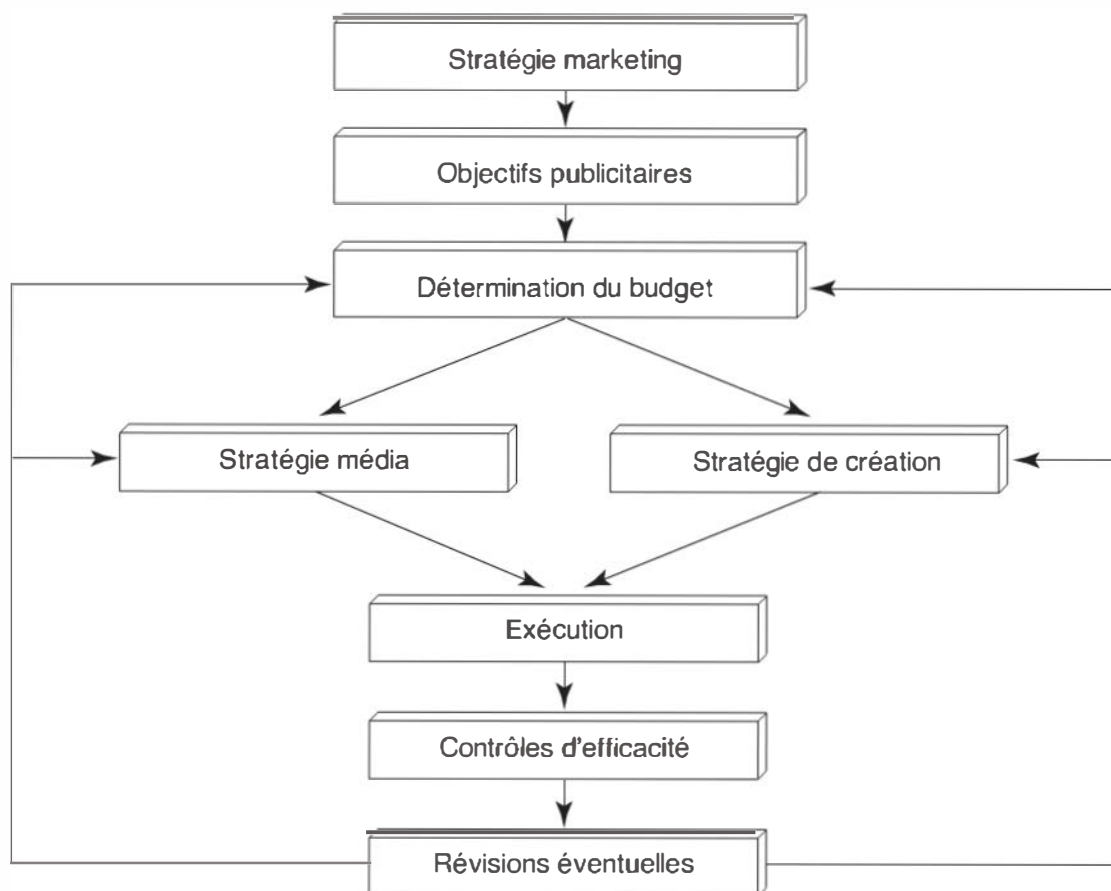 Stratégie marketing
Objectifs publicitaires
Détermination du budget
Stratégie média
Stratégie de création
Exécution
Contrôles d'efficacité
Révisions éventuelles